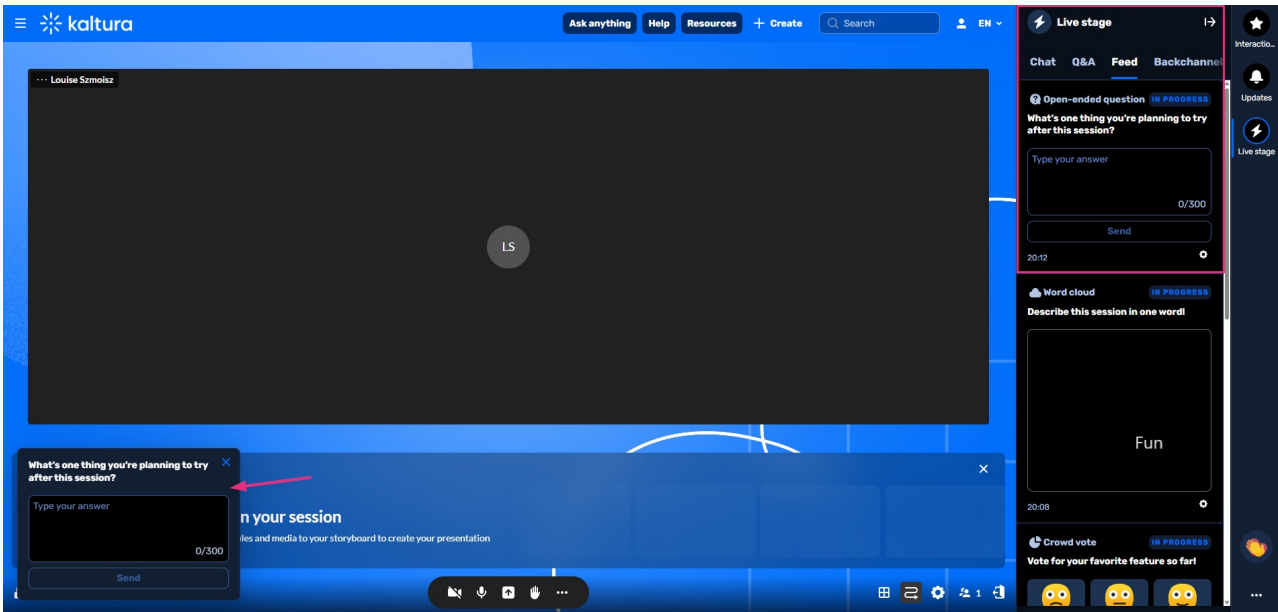 kaltura
Ask anything
Help
Resources
+ Create
Search
EN
··· Louise Szmoisz
LS
What's one thing you're planning to try
after this session?
Type your answer
0/300
Send
n your session
les and media to your storyboard to create your presentation
1
Live stage
Chat Q&A Feed Backchannel
Open-ended question IN PROGRESS
What's one thing you're planning to try
after this session?
Type your answer
0/300
Send
20:12
Word cloud IN PROGRESS
Describe this session in one word!
Fun
20:08
Crowd vote IN PROGRESS
Vote for your favorite feature so far!
Interactio...
Updates
Live stage